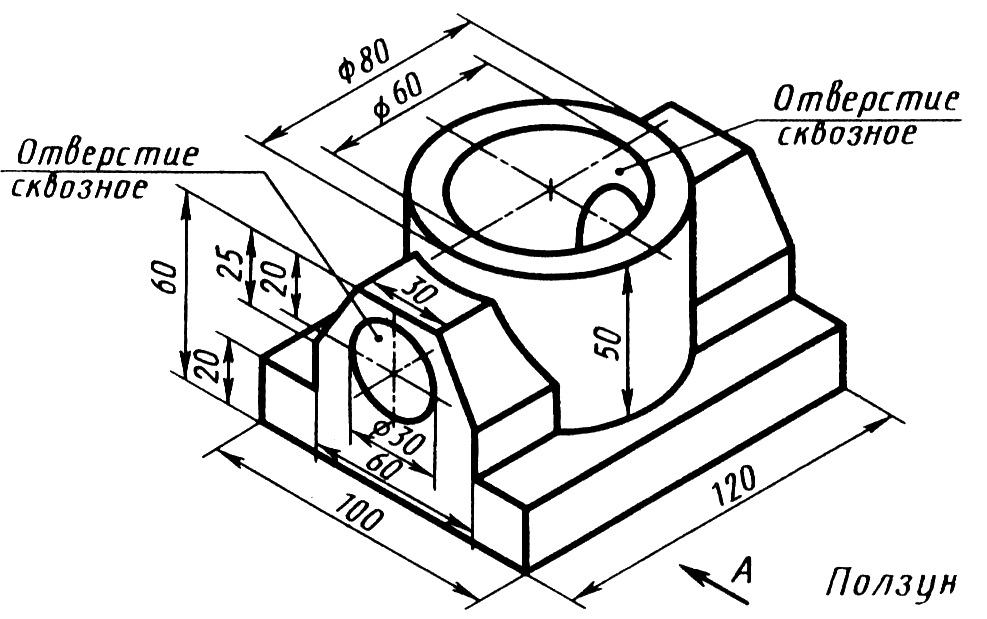 ф80
ф60
Отверстие
сквозное
Отверстие
сквозное
60
25
20
20
30
50
ф30
60
100
120
А
Ползун